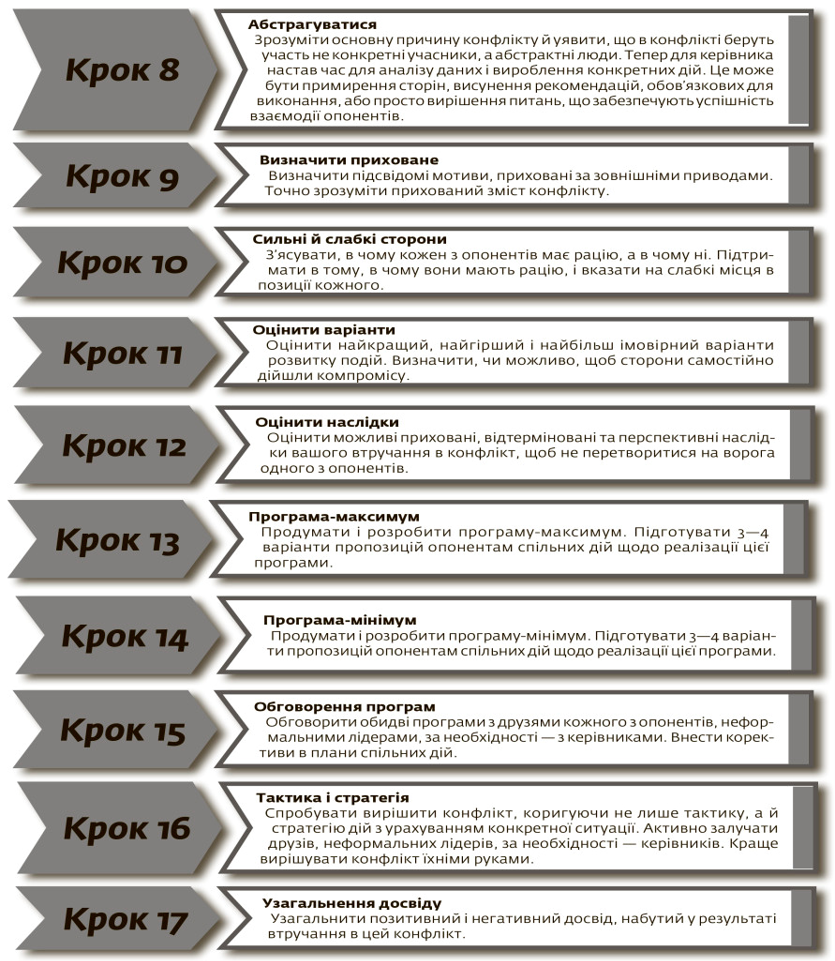 Крок 8
Абстрагуватися
Зрозуміти основну причину конфлікту й уявити, що в конфлікті беруть
участь не конкретні учасники, а абстрактні люди. Тепер для керівника
настав час для аналізу даних і вироблення конкретних дій. Це може
бути примирення сторін, висунення рекомендацій, обов'язкових для
виконання, або просто вирішення питань, що забезпечують успішність
взаємодії опонентів.
Крок 9
Визначити приховане
Визначити підсвідомі мотиви, приховані за зовнішніми приводами.
Точно зрозуміти прихований зміст конфлікту.
Крок 10
Сильні й слабкі сторони
З'ясувати, в чому кожен з опонентів має рацію, а в чому ні. Підтри-
мати в тому, в чому вони мають рацію, і вказати на слабкі місця в
позиції кожного.
Крок 11
Оцінити варіанти
Оцінити найкращий, найгірший і найбільш імовірний варіанти
розвитку подій. Визначити, чи можливо, щоб сторони самостійно
дійшли компромісу.
Крок 12
Оцінити наслідки
Оцінити можливі приховані, відтерміновані та перспективні наслід-
ки вашого втручання в конфлікт, щоб не перетворитися на ворога
одного з опонентів.
Крок 13
Програма-максимум
Продумати і розробити програму-максимум. Підготувати 3—4
варіанти пропозицій опонентам спільних дій щодо реалізації цієї
програми.
Крок 14
Програма-мінімум
Продумати і розробити програму-мінімум. Підготувати 3—4 варіан-
ти пропозицій опонентам спільних дій щодо реалізації цієї програми.
Крок 15
Обговорення програм
Обговорити обидві програми з друзями кожного з опонентів, нефор-
мальними лідерами, за необхідності — з керівниками. Внести корек-
тиви в плани спільних дій.
Крок 16
Тактика і стратегія
Спробувати вирішити конфлікт, коригуючи не лише тактику, а й
стратегію дій з урахуванням конкретної ситуації. Активно залучати
друзів, неформальних лідерів, за необхідності — керівників. Краще
вирішувати конфлікт їхніми руками.
Крок 17
Узагальнення досвіду
Узагальнити позитивний і негативний досвід, набутий у результаті
втручання в цей конфлікт.